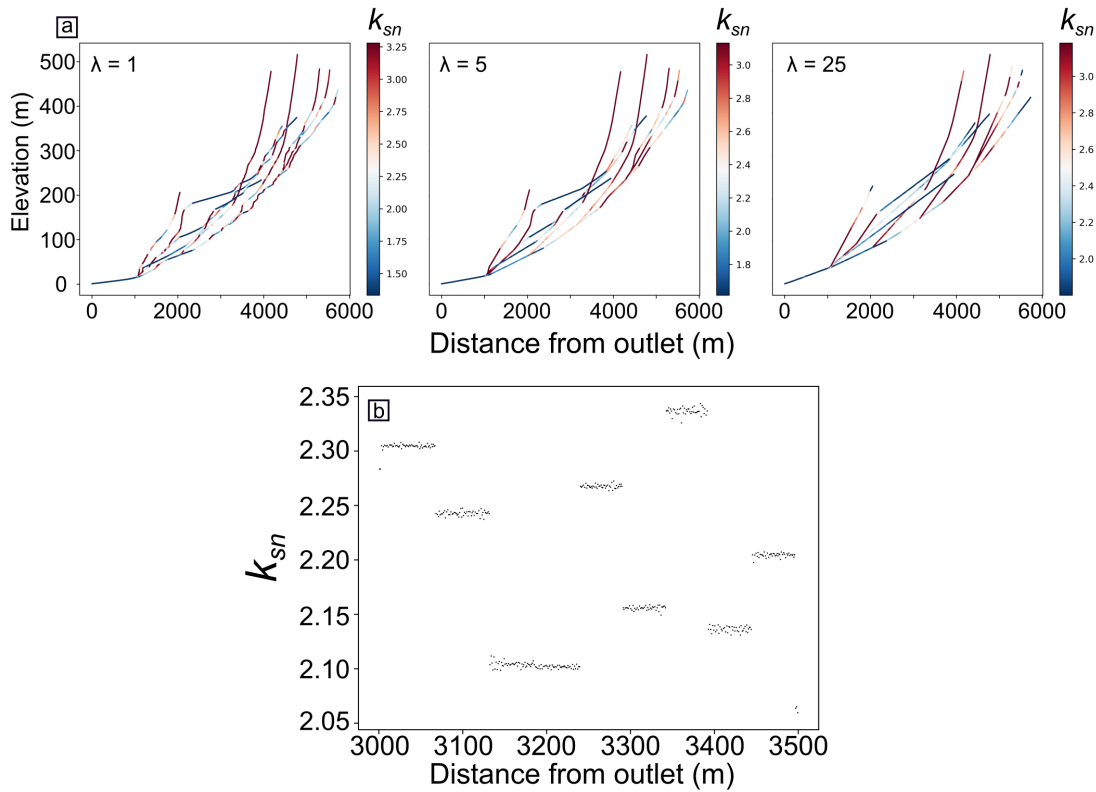 a
k_sn
k_sn
k_sn
λ = 1
λ = 5
λ = 25
Elevation (m)
500
400
300
200
100
0
3.25
3.00
2.75
2.50
2.25
2.00
1.75
1.50
3.0
2.8
2.6
2.4
2.2
2.0
1.8
3.0
2.8
2.6
2.4
2.2
2.0
0 2000 4000 6000
0 2000 4000 6000
0 2000 4000 6000
Distance from outlet (m)
b
k_sn
2.35
2.30
2.25
2.20
2.15
2.10
2.05
3000 3100 3200 3300 3400 3500
Distance from outlet (m)